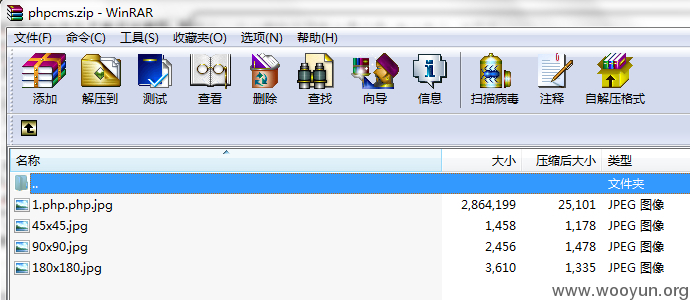 phpcms.zip - WinRAR
文件(F) 命令(C) 工具(S) 收藏夹(O) 选项(N) 帮助(H)
添加 解压到 测试 查看 删除 查找 向导 信息 扫描病毒 注释 自解压格式
名称 大小 压缩后大小 类型
.. 文件夹
1.php.php.jpg 2,864,199 25,101 JPEG 图像
45x45.jpg 1,458 1,178 JPEG 图像
90x90.jpg 2,456 1,478 JPEG 图像
180x180.jpg 3,610 1,335 JPEG 图像
www.wooyun.org